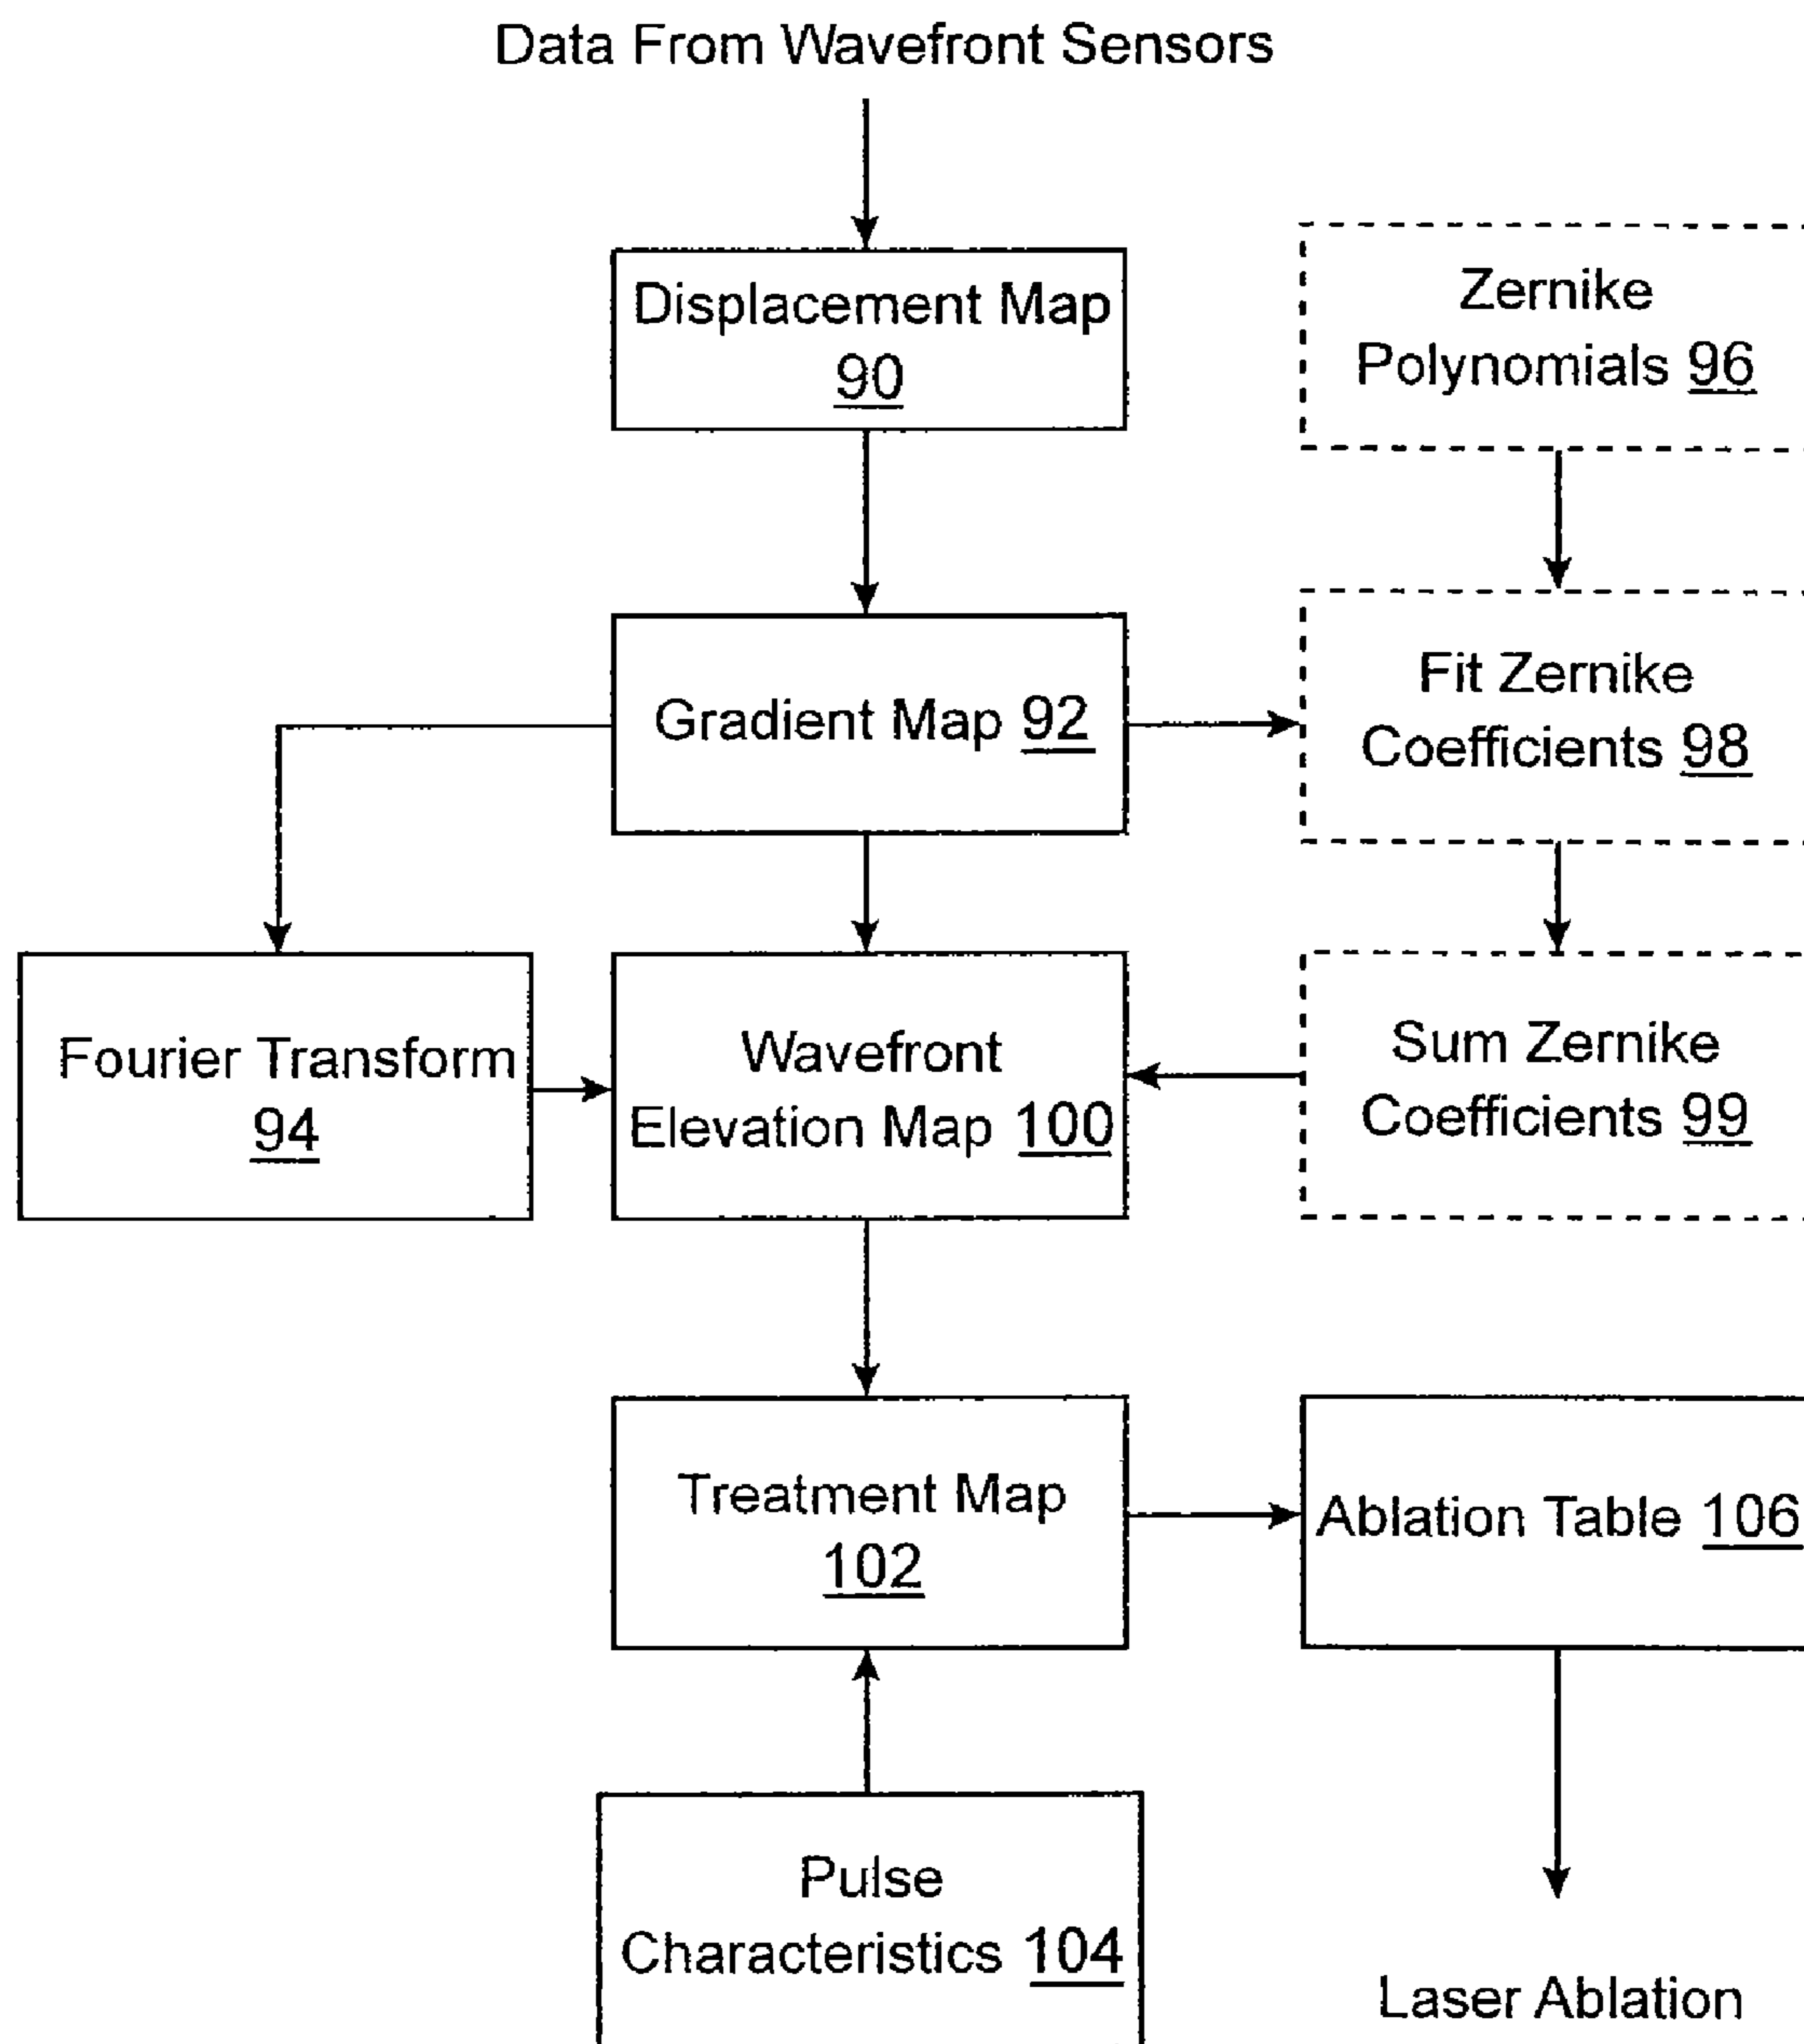 Data From Wavefront Sensors
Displacement Map
90
Zernike
Polynomials 96
Gradient Map 92
Fit Zernike
Coefficients 98
Fourier Transform
94
Wavefront
Elevation Map 100
Sum Zernike
Coefficients 99
Treatment Map
102
Ablation Table 106
Pulse
Characteristics 104
Laser Ablation